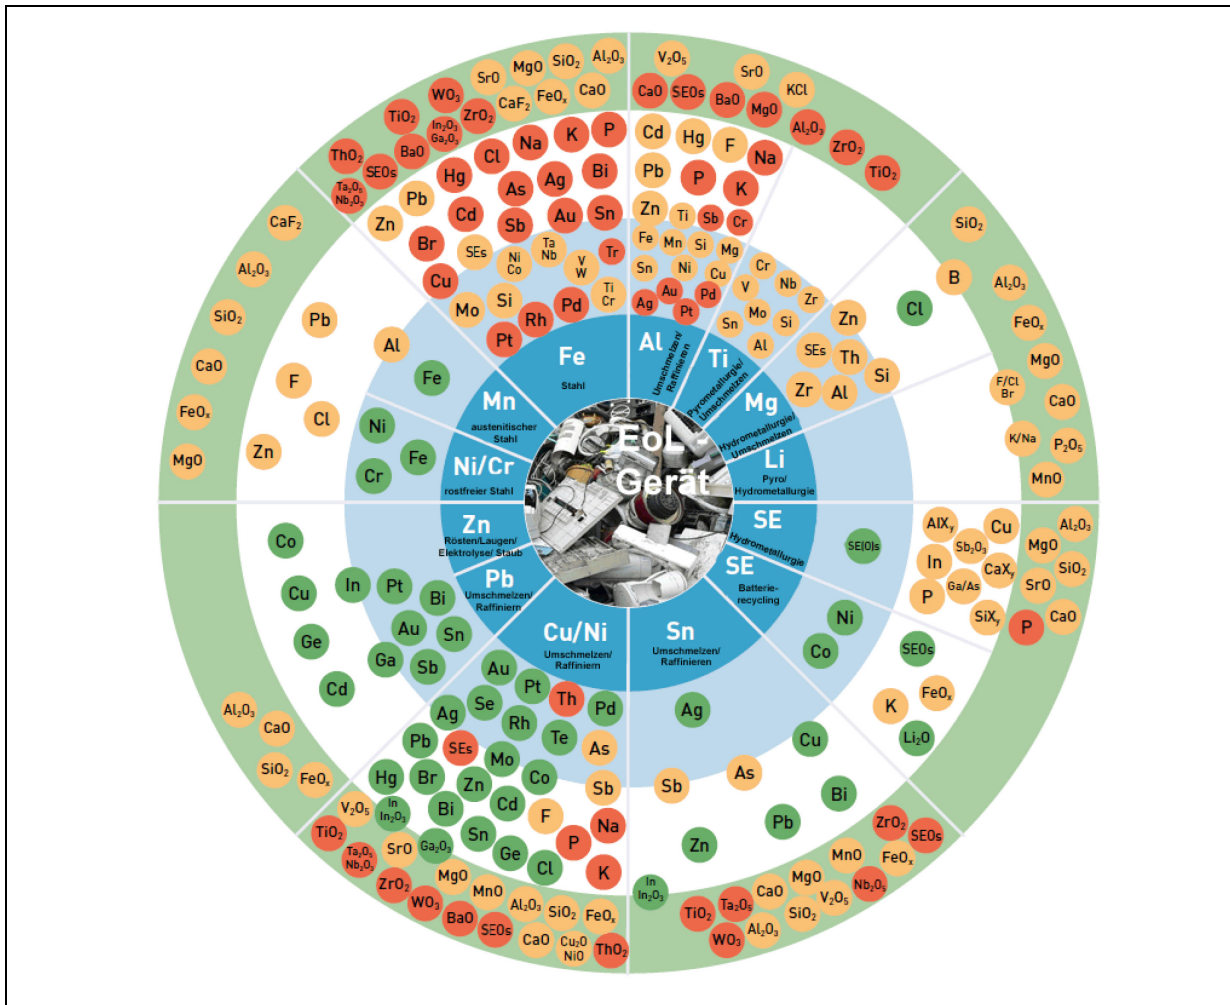 EoL -
Gerät
Fe
Stahl
Al
Umschmelzen/
Raffinieren
Ti
Pyrometallurgie/
Umschmelzen
Mg
Hydrometallurgie/
Umschmelzen
Li
Pyro/
Hydrometallurgie
SE
Hydrometallurgie
SE
Batterie-
recycling
Sn
Umschmelzen/
Raffinieren
Cu/Ni
Umschmelzen/
Raffiniern
Pb
Umschmelzen/
Raffiniern
Zn
Rösten/Laugen/
Elektrolyse/ Staub
Ni/Cr
rostfreier Stahl
Mn
austenitischer
Stahl
Al₂O₃
SiO₂
MgO
SrO
CaO
FeOₓ
CaF₂
WO₃
ZrO₂
TiO₂
In₂O₃
Ga₂O₃
BaO
ThO₂
SEOs
Ta₂O₅
Nb₂O₅
P
K
Na
Cl
Hg
Bi
Ag
As
Cd
Sn
Au
Sb
Br
Cu
Pb
Zn
SEs
Ni
Co
Ta
Nb
V
W
Tr
Ti
Cr
Mo
Si
Pd
Rh
Pt
V₂O₅
SrO
KCl
CaO
SEOs
BaO
MgO
Al₂O₃
ZrO₂
TiO₂
Cd
Hg
F
Na
Pb
P
K
Zn
Ti
Sb
Cr
Fe
Mn
Si
Mg
Sn
Ni
Cu
Ag
Au
Pd
Pt
Cr
Nb
Zr
V
Mo
Si
Sn
Al
Zn
SEs
Th
Si
Zr
Al
Cl
B
SiO₂
Al₂O₃
FeOₓ
MgO
F/Cl
Br
CaO
K/Na
P₂O₅
MnO
SE(O)s
AlXᵧ
Cu
Sb₂O₃
In
CaXᵧ
Ga/As
P
SiXᵧ
Al₂O₃
MgO
SiO₂
SrO
CaO
P
Ni
Co
SEOs
K
FeOₓ
Li₂O
Ag
Cu
As
Sb
Bi
Pb
Zn
In
In₂O₃
ZrO₂
SEOs
MnO
FeOₓ
MgO
Nb₂O₅
V₂O₅
CaO
SiO₂
Ta₂O₅
Al₂O₃
TiO₂
WO₃
Au
Pt
Th
Pd
Ag
Se
Rh
Te
As
Pb
SEs
Mo
Co
Sb
Hg
Br
Zn
Cd
F
Na
In
In₂O₃
Bi
Sn
P
Ga₂O₃
Ge
Cl
K
V₂O₅
TiO₂
Ta₂O₅
Nb₂O₃
SrO
ZrO₂
MgO
WO₃
MnO
BaO
Al₂O₃
SEOs
SiO₂
CaO
FeOₓ
Cu₂O
NiO
ThO₂
Co
Cu
In
Pt
Bi
Ge
Au
Sn
Ga
Sb
Cd
Al₂O₃
CaO
SiO₂
FeOₓ
CaF₂
Al₂O₃
SiO₂
CaO
FeOₓ
MgO
Pb
F
Cl
Zn
Al
Fe
Ni
Fe
Cr